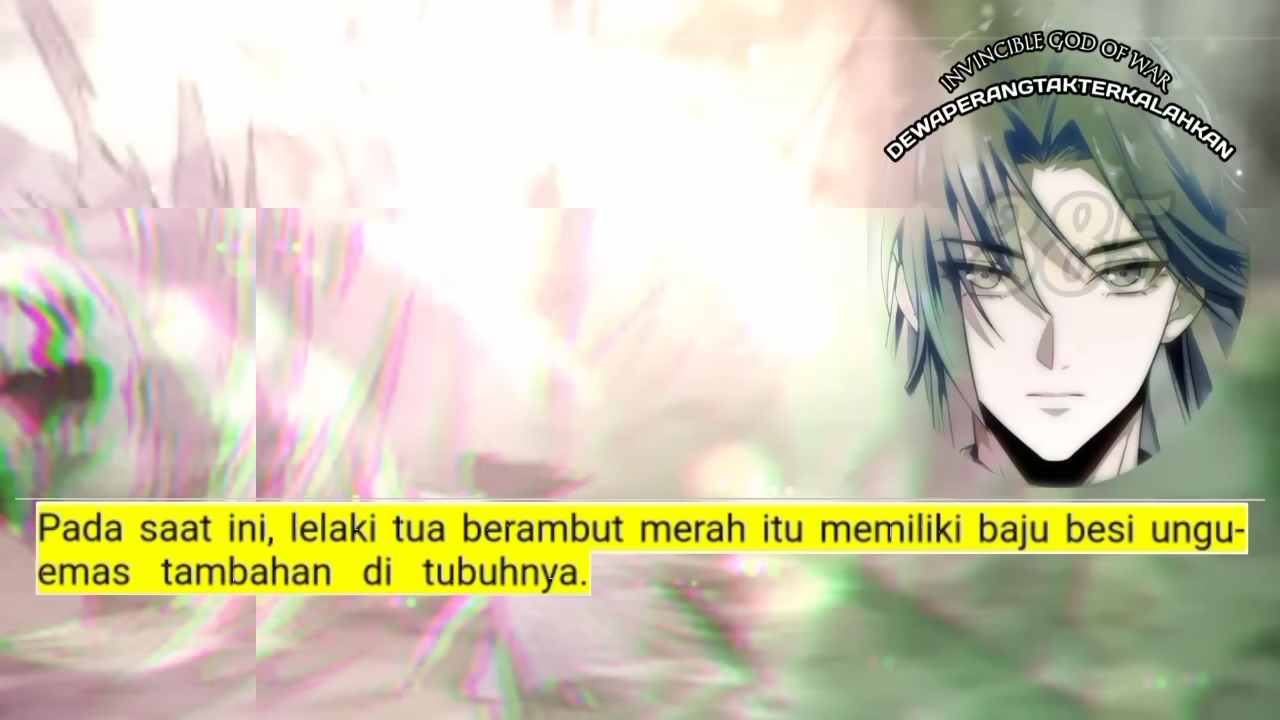 INVINCIBLE GOD OF WAR
DEWAPERANGTAKTERKALAHKAN
Pada saat ini, lelaki tua berambut merah itu memiliki baju besi ungu-
emas tambahan di tubuhnya.